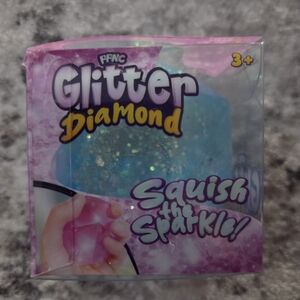 PFNC
Glitter
Diamond
3+
Squish
the
Sparkle!